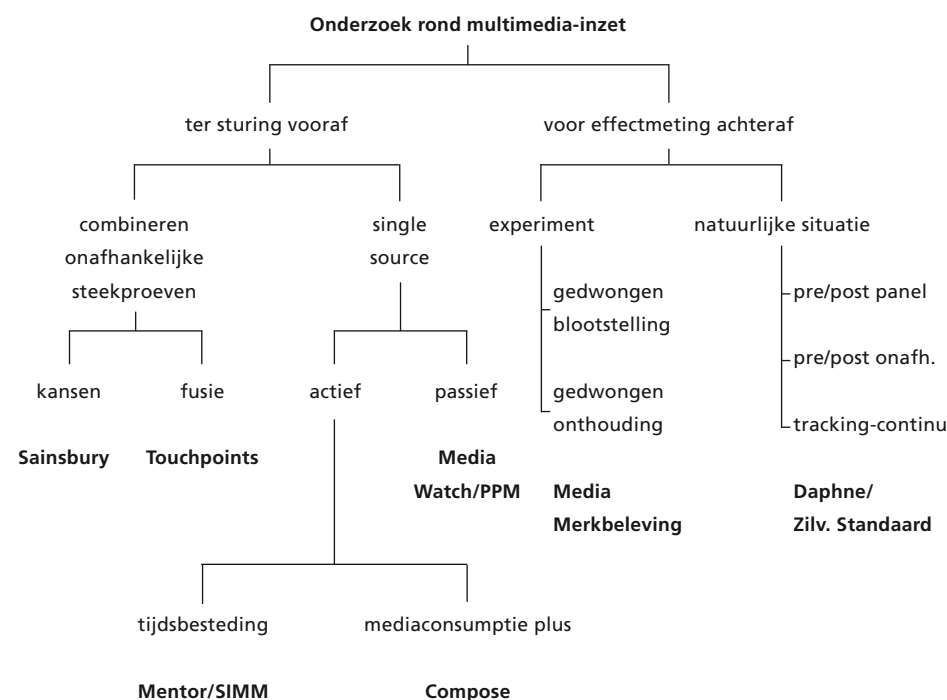 Onderzoek rond multimedia-inzet
ter sturing vooraf
voor effectmeting achteraf
combineren
onafhankelijke
steekproeven
single
source
experiment
natuurlijke situatie
gedwongen
blootstelling
gedwongen
onthouding
pre/post panel
pre/post onafh.
tracking-continu
kansen
fusie
actief
passief
Sainsbury
Touchpoints
Media
Watch/PPM
Media
Merkbeleving
Daphne/
Zilv. Standaard
tijdsbesteding
mediaconsumptie plus
Mentor/SIMM
Compose